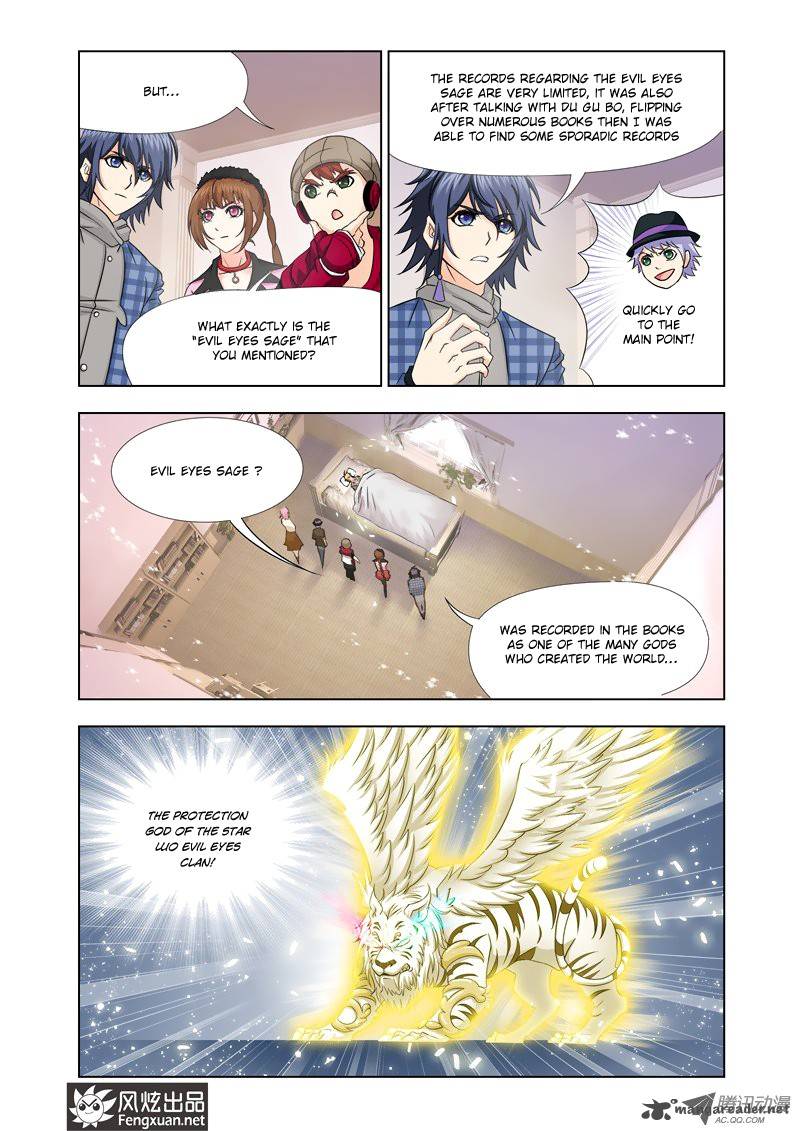 BUT...
WHAT EXACTLY IS THE
"EVIL EYES SAGE" THAT
YOU MENTIONED?
THE RECORDS REGARDING THE EVIL EYES
SAGE ARE VERY LIMITED, IT WAS ALSO
AFTER TALKING WITH DU GU BO, FLIPPING
OVER NUMEROUS BOOKS THEN I WAS
ABLE TO FIND SOME SPORADIC RECORDS
QUICKLY GO
TO THE
MAIN POINT!
EVIL EYES SAGE ?
WAS RECORDED IN THE BOOKS
AS ONE OF THE MANY GODS
WHO CREATED THE WORLD...
THE PROTECTION
GOD OF THE STAR
LUO EVIL EYES
CLAN!
风炫出品
Fengxuan.net
腾讯动漫
AC.QQ.COM
mangareader.net